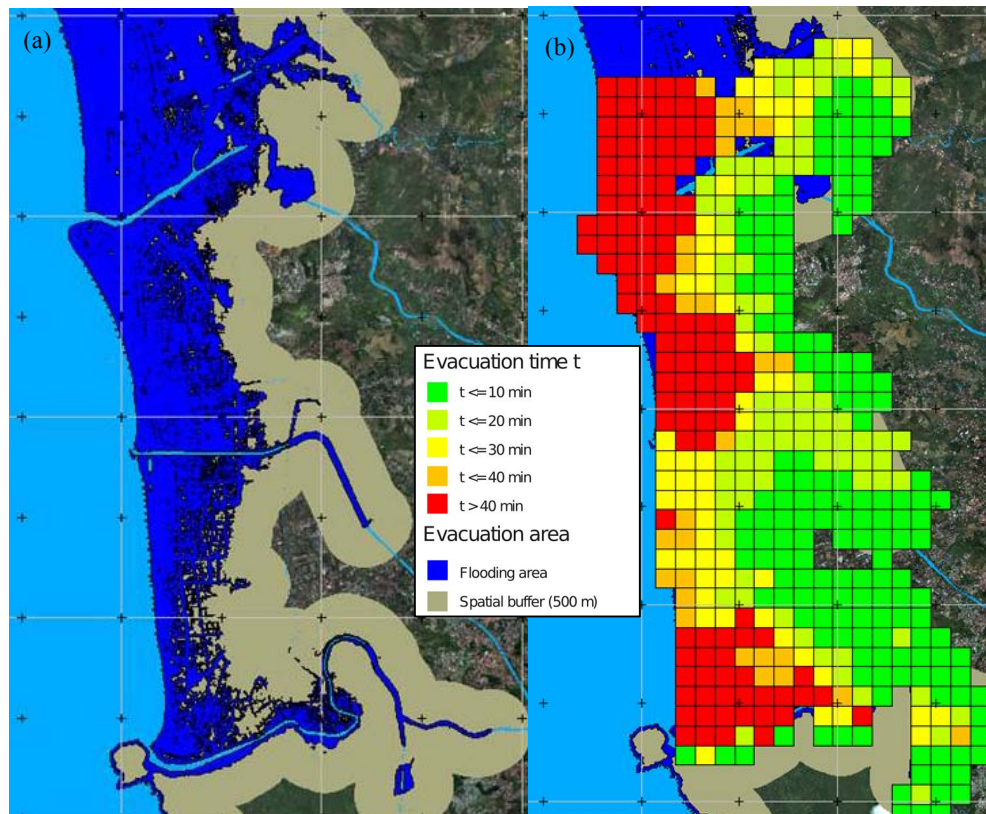 (a)
(b)
Evacuation time t
t <= 10 min
t <= 20 min
t <= 30 min
t <= 40 min
t > 40 min
Evacuation area
Flooding area
Spatial buffer (500 m)